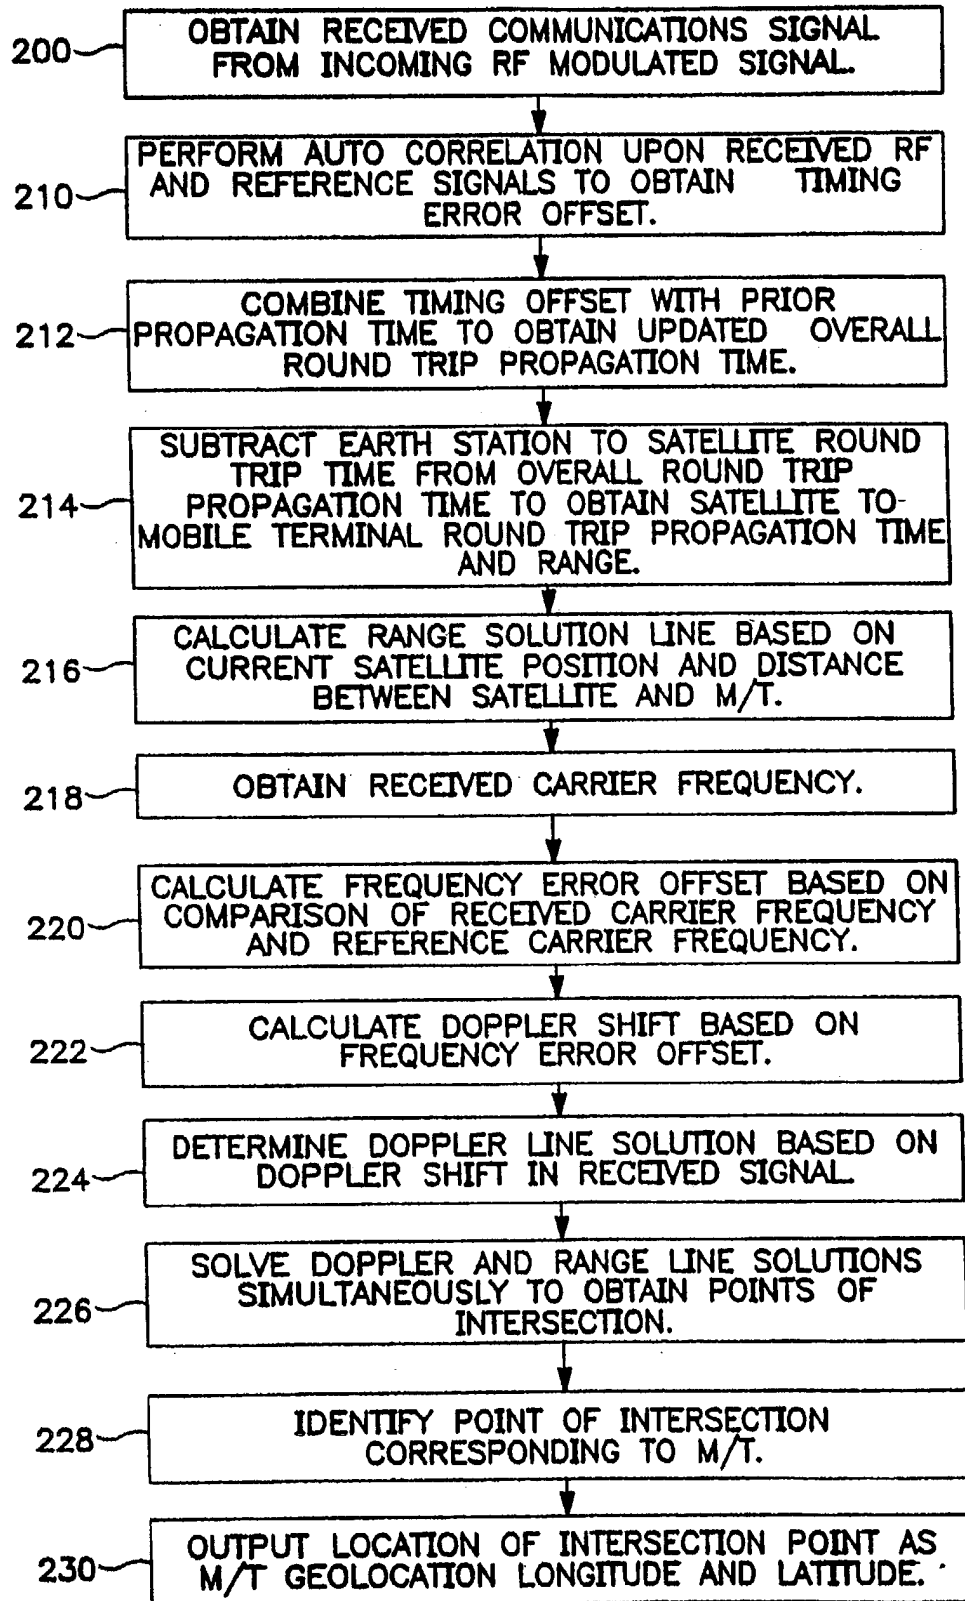 200
OBTAIN RECEIVED COMMUNICATIONS SIGNAL
FROM INCOMING RF MODULATED SIGNAL.
210
PERFORM AUTO CORRELATION UPON RECEIVED RF
AND REFERENCE SIGNALS TO OBTAIN TIMING
ERROR OFFSET.
212
COMBINE TIMING OFFSET WITH PRIOR
PROPAGATION TIME TO OBTAIN UPDATED OVERALL
ROUND TRIP PROPAGATION TIME.
214
SUBTRACT EARTH STATION TO SATELLITE ROUND
TRIP TIME FROM OVERALL ROUND TRIP
PROPAGATION TIME TO OBTAIN SATELLITE TO-
MOBILE TERMINAL ROUND TRIP PROPAGATION TIME
AND RANGE.
216
CALCULATE RANGE SOLUTION LINE BASED ON
CURRENT SATELLITE POSITION AND DISTANCE
BETWEEN SATELLITE AND M/T.
218
OBTAIN RECEIVED CARRIER FREQUENCY.
220
CALCULATE FREQUENCY ERROR OFFSET BASED ON
COMPARISON OF RECEIVED CARRIER FREQUENCY
AND REFERENCE CARRIER FREQUENCY.
222
CALCULATE DOPPLER SHIFT BASED ON
FREQUENCY ERROR OFFSET.
224
DETERMINE DOPPLER LINE SOLUTION BASED ON
DOPPLER SHIFT IN RECEIVED SIGNAL.
226
SOLVE DOPPLER AND RANGE LINE SOLUTIONS
SIMULTANEOUSLY TO OBTAIN POINTS OF
INTERSECTION.
228
IDENTIFY POINT OF INTERSECTION
CORRESPONDING TO M/T.
230
OUTPUT LOCATION OF INTERSECTION POINT AS
M/T GEOLOCATION LONGITUDE AND LATITUDE.